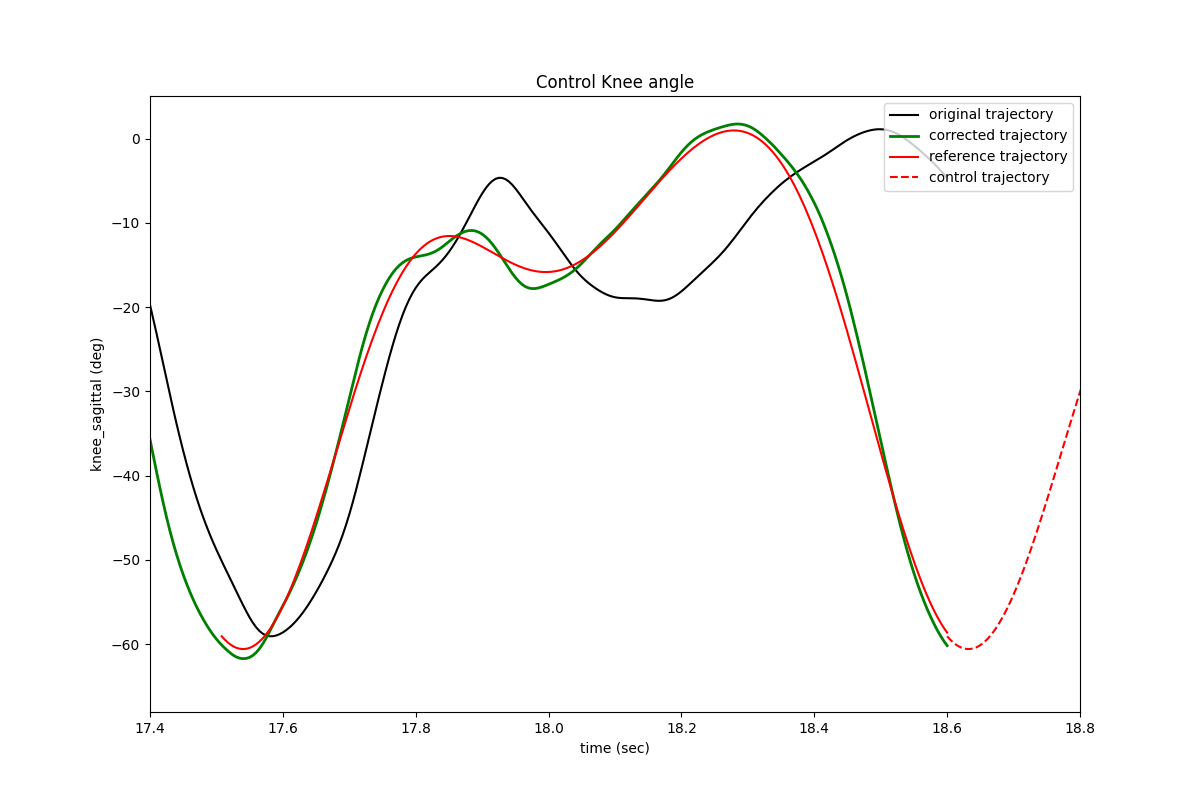 Control Knee angle
original trajectory
corrected trajectory
reference trajectory
control trajectory
0
−10
−20
−30
−40
−50
−60
knee_sagittal (deg)
17.4 17.6 17.8 18.0 18.2 18.4 18.6 18.8
time (sec)